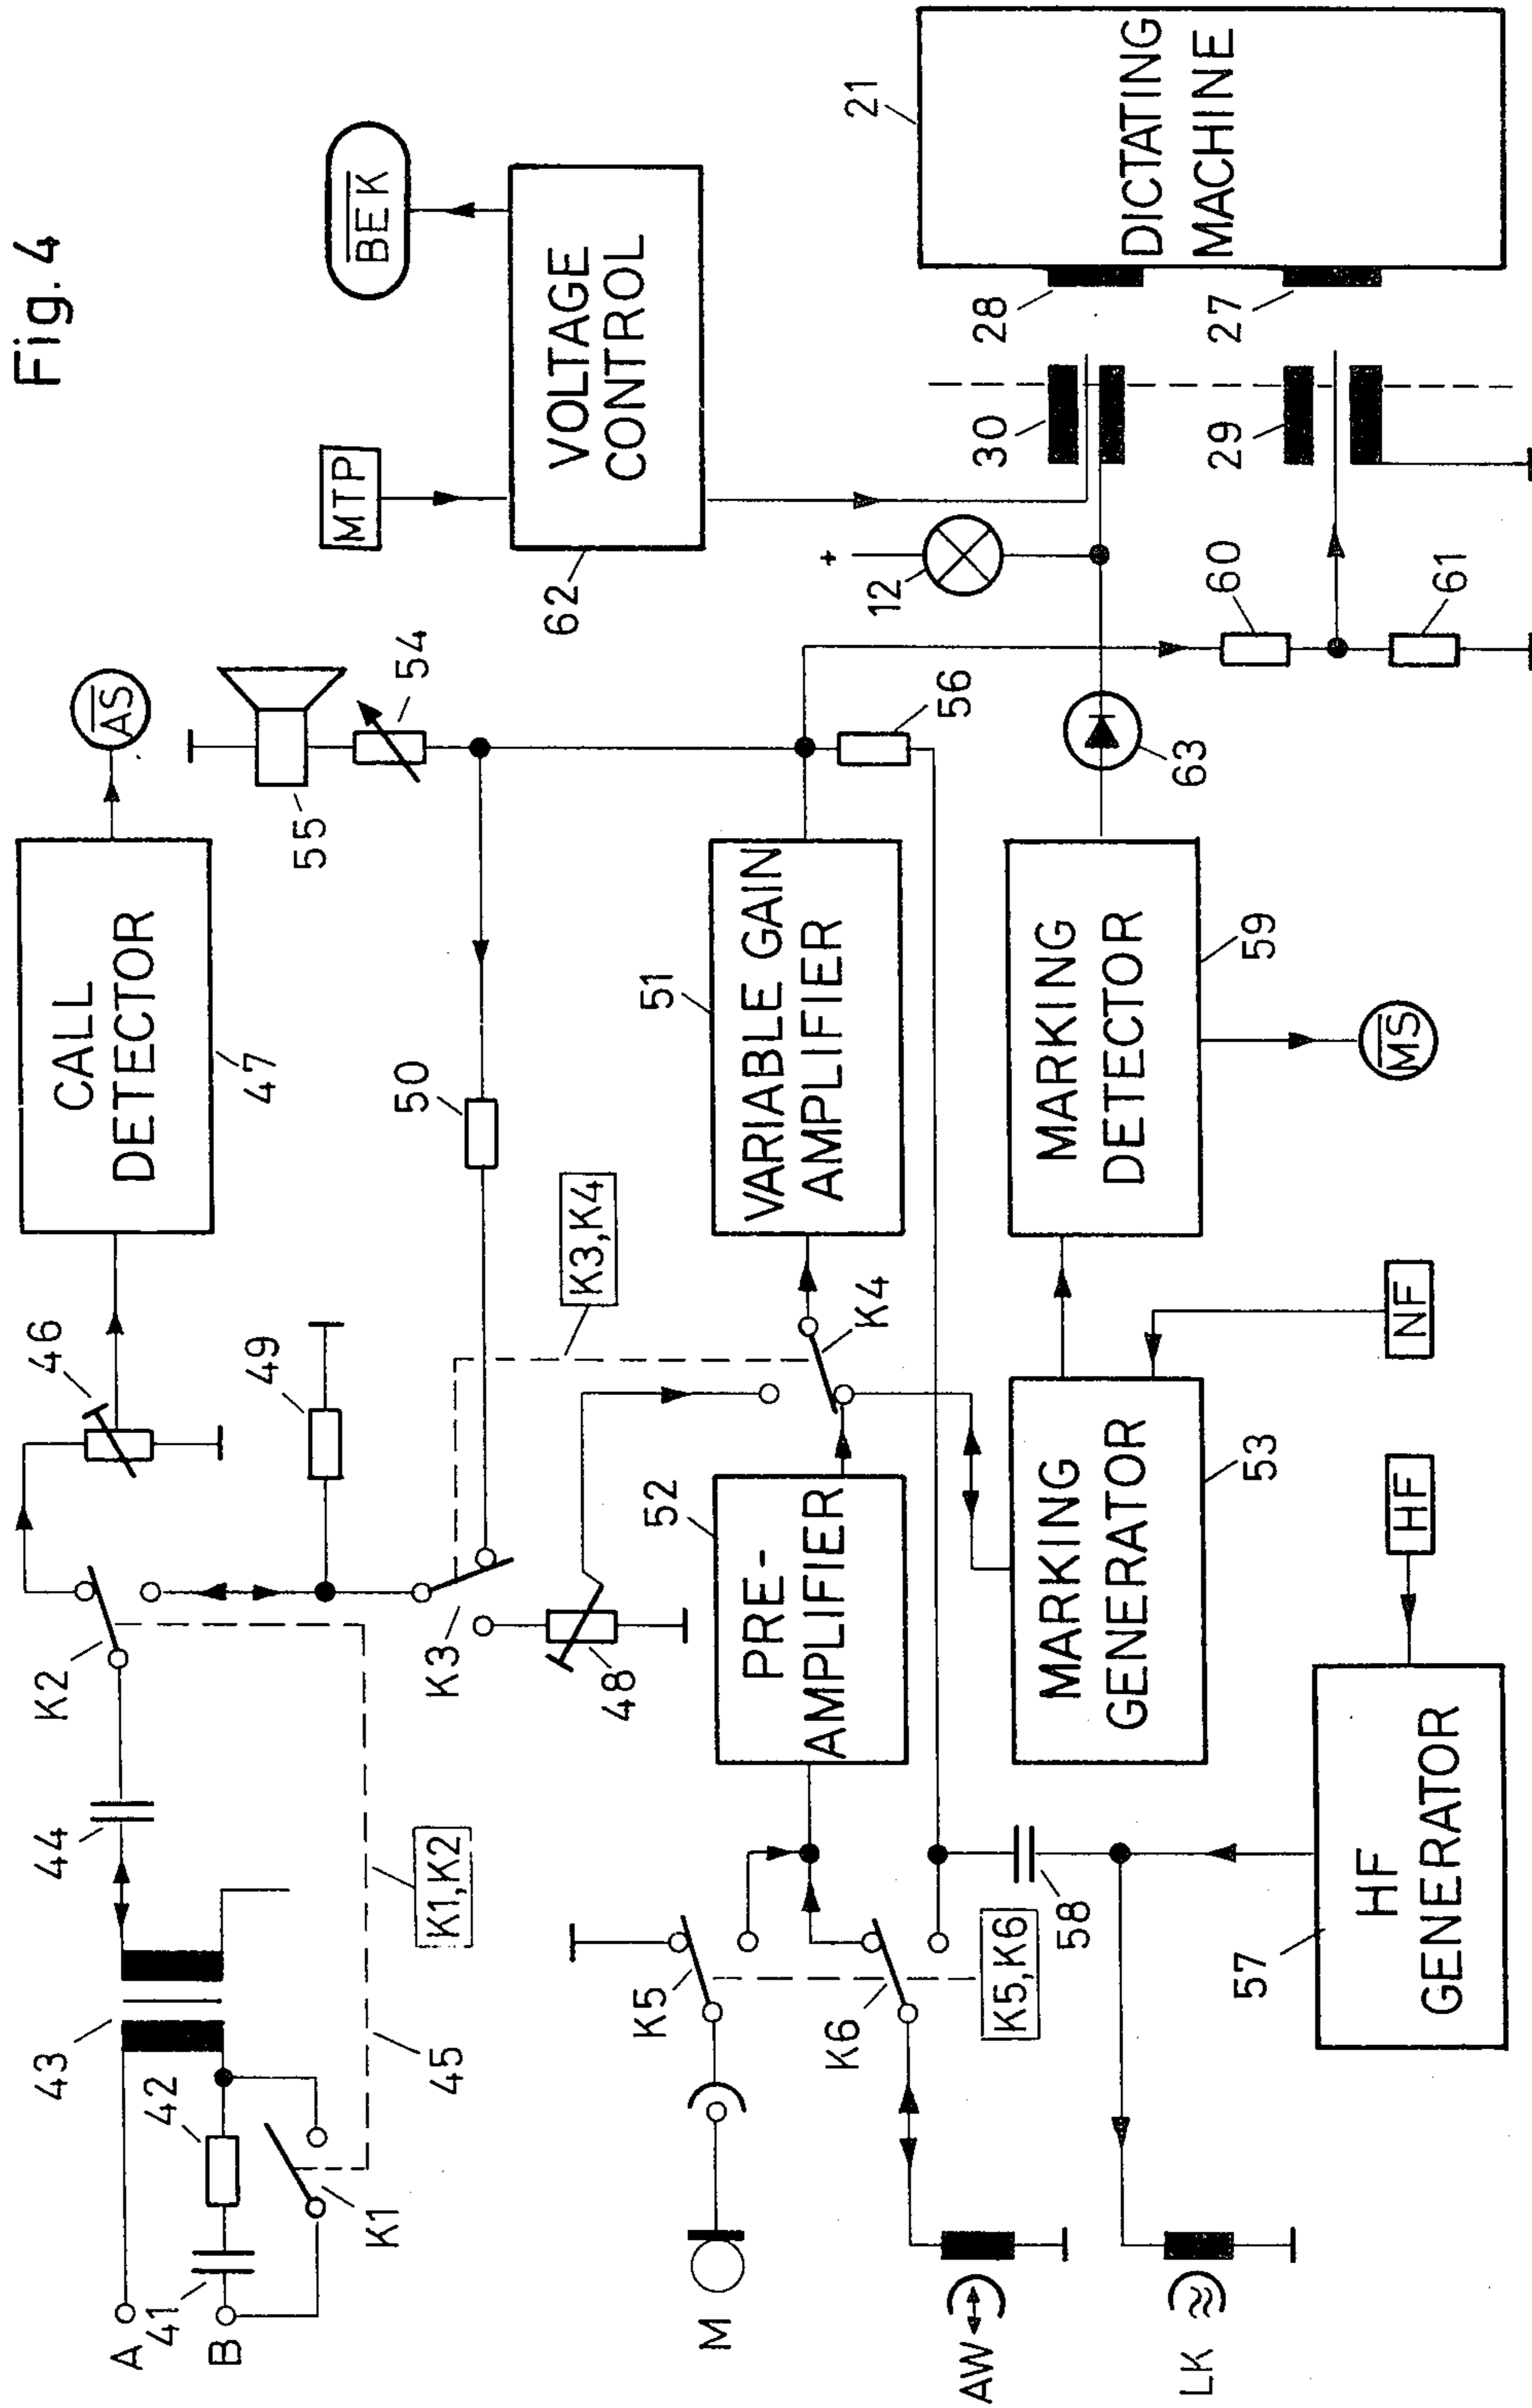 Fig. 4
A
41
B
42
K1
43
44
45
K1,K2
K2
46
49
CALL
DETECTOR
47
AS
55
54
MTP
VOLTAGE
CONTROL
62
BEK
K3
48
50
K3,K4
M
K5
K6
K5,K6
PRE-
AMPLIFIER
52
K4
VARIABLE GAIN
AMPLIFIER
51
56
12
+
30
28
21
DICTATING
MACHINE
27
29
60
61
63
MARKING
DETECTOR
59
MS
MARKING
GENERATOR
53
NF
HF
HF
GENERATOR
57
58
AW
LK